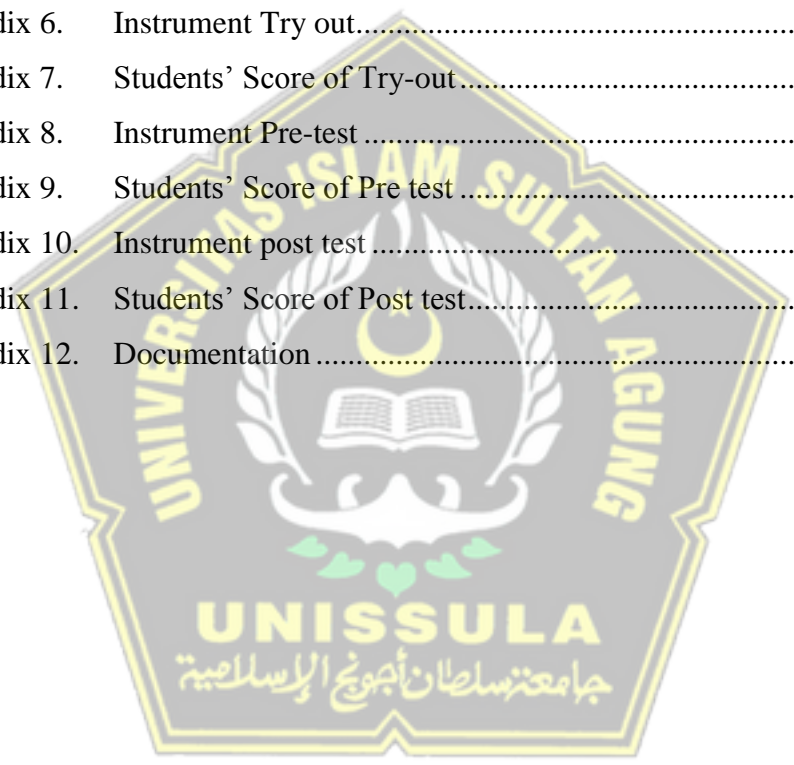 dix 6. Instrument Try out........................................................
dix 7. Students’ Score of Try-out..........................................
dix 8. Instrument Pre-test.......................................................
dix 9. Students’ Score of Pre test..........................................
dix 10. Instrument post test.....................................................
dix 11. Students’ Score of Post test.........................................
dix 12. Documentation.............................................................
UNIVERSITAS ISLAM SULTAN AGUNG
UNISSULA
جامعة سلطان أجونج الإسلامية